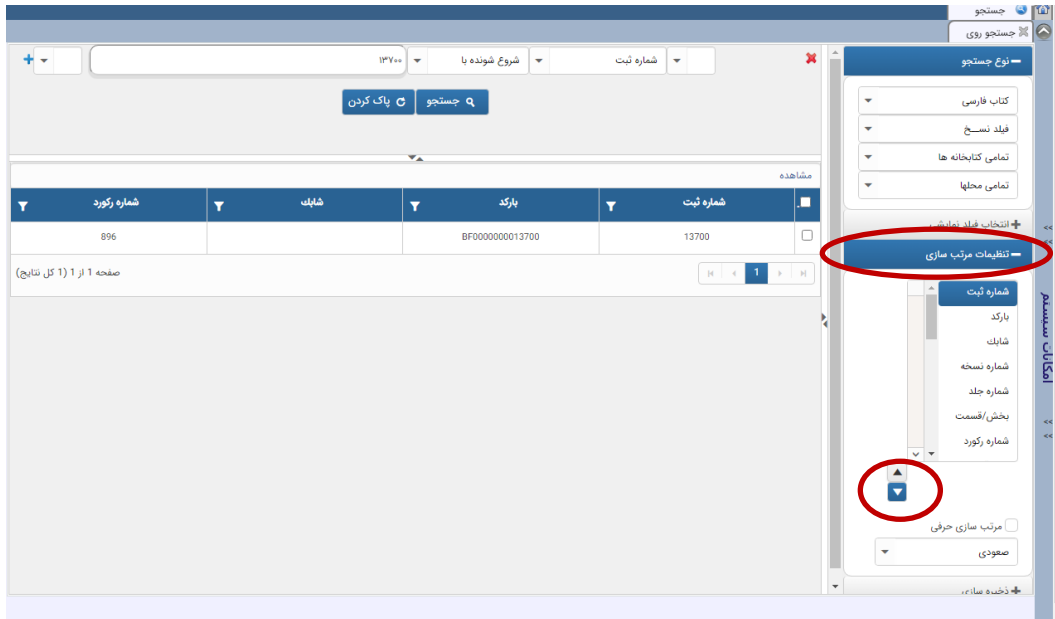 جستجو
جستجو روی
نوع جستجو
کتاب فارسی
فیلد نســخ
تمامی کتابخانه ها
تمامی محلها
انتخاب فیلد نمایشی
تنظیمات مرتب سازی
شماره ثبت
بارکد
شابك
شماره نسخه
شماره جلد
بخش/قسمت
شماره رکورد
مرتب سازی حرفی
صعودی
ذخیره سازی
امکانات سیستم
شماره ثبت
شروع شونده با
۱۳۷۰۰
جستجو
پاک کردن
مشاهده
شماره ثبت بارکد شابك شماره رکورد
13700 BF0000000013700 896
1
صفحه 1 از 1 (1 کل نتایج)